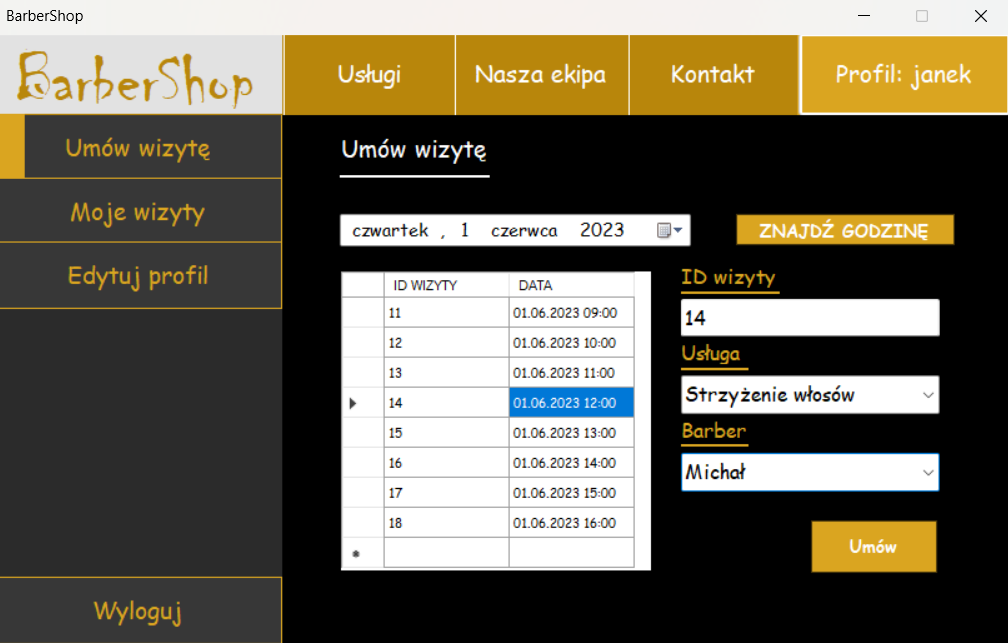 BarberShop
BarberShop
Usługi
Nasza ekipa
Kontakt
Profil: janek
Umów wizytę
Moje wizyty
Edytuj profil
Wyloguj
Umów wizytę
czwartek , 1 czerwca 2023
ZNAJDŹ GODZINĘ
ID WIZYTY DATA
11 01.06.2023 09:00
12 01.06.2023 10:00
13 01.06.2023 11:00
14 01.06.2023 12:00
15 01.06.2023 13:00
16 01.06.2023 14:00
17 01.06.2023 15:00
18 01.06.2023 16:00
ID wizyty
14
Usługa
Strzyżenie włosów
Barber
Michał
Umów